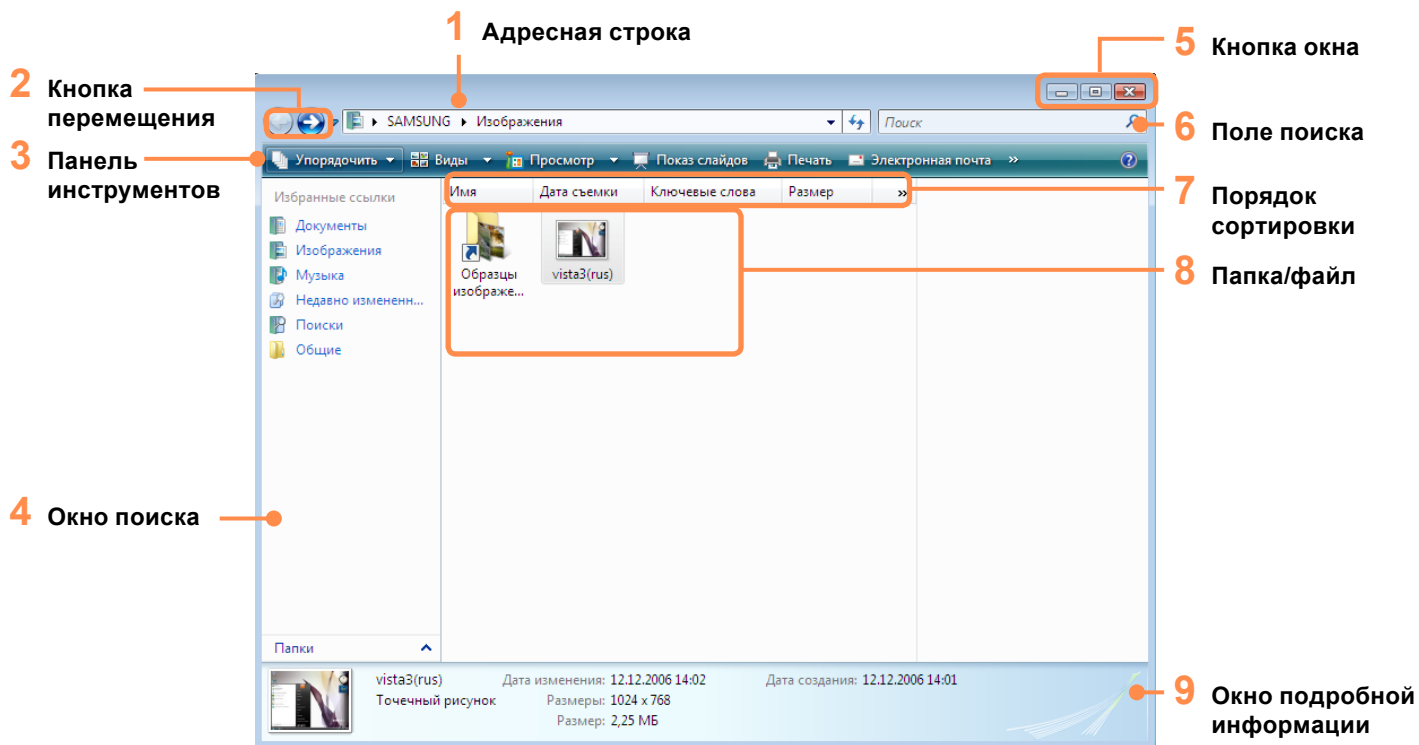 1 Адресная строка
5 Кнопка окна
2 Кнопка
перемещения
SAMSUNG Изображения
Поиск
6 Поле поиска
3 Панель
инструментов
Упорядочить Виды Просмотр Показ слайдов Печать Электронная почта »
Избранные ссылки
Документы
Изображения
Музыка
Недавно измененн...
Поиски
Общие
Имя Дата съемки Ключевые слова Размер »
7 Порядок
сортировки
Образцы
изображе...
vista3(rus)
8 Папка/файл
4 Окно поиска
Папки
vista3(rus) Дата изменения: 12.12.2006 14:02 Дата создания: 12.12.2006 14:01
Точечный рисунок Размеры: 1024 x 768
Размер: 2,25 МБ
9 Окно подробной
информации